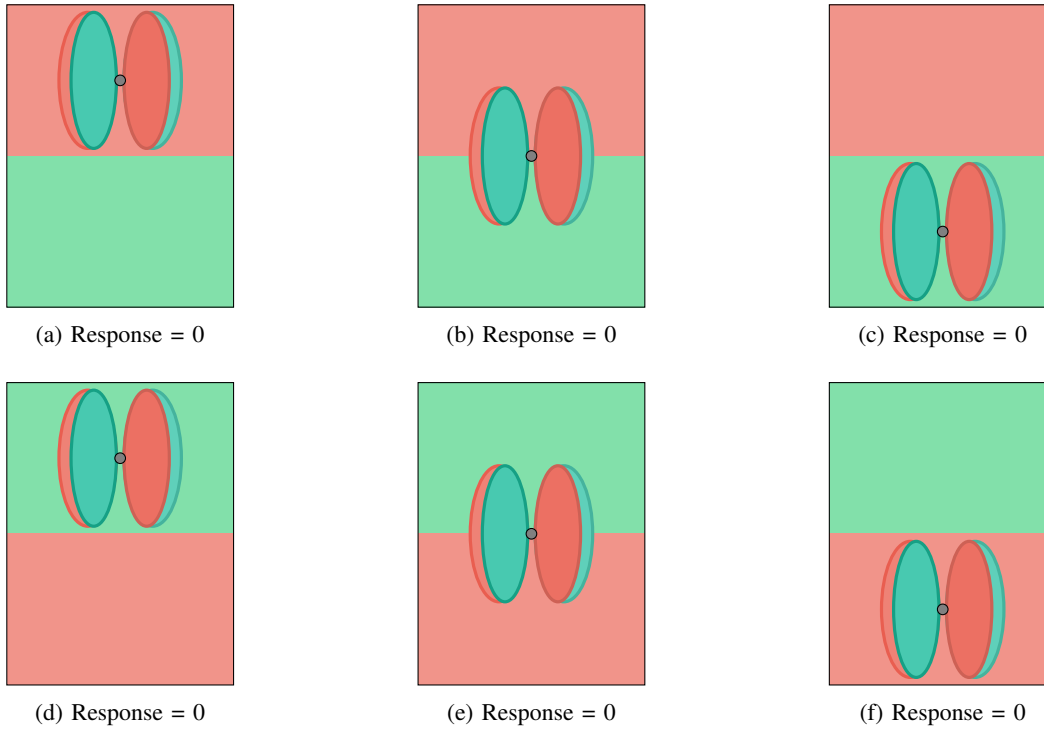 (a) Response = 0
(b) Response = 0
(c) Response = 0
(d) Response = 0
(e) Response = 0
(f) Response = 0